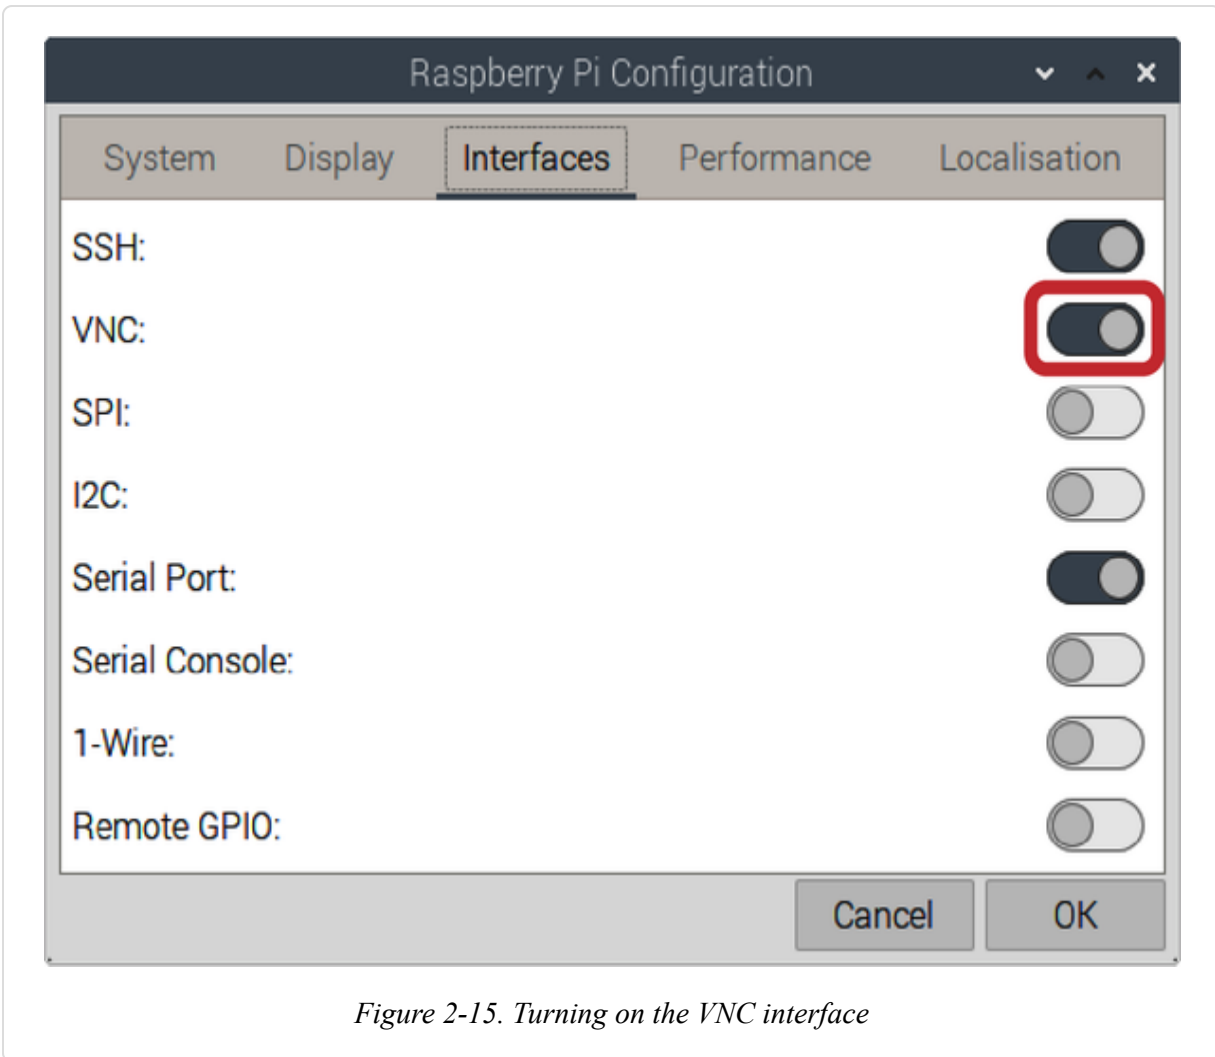 Raspberry Pi Configuration
System Display Interfaces Performance Localisation
SSH:
VNC:
SPI:
I2C:
Serial Port:
Serial Console:
1-Wire:
Remote GPIO:
Cancel OK
Figure 2-15. Turning on the VNC interface